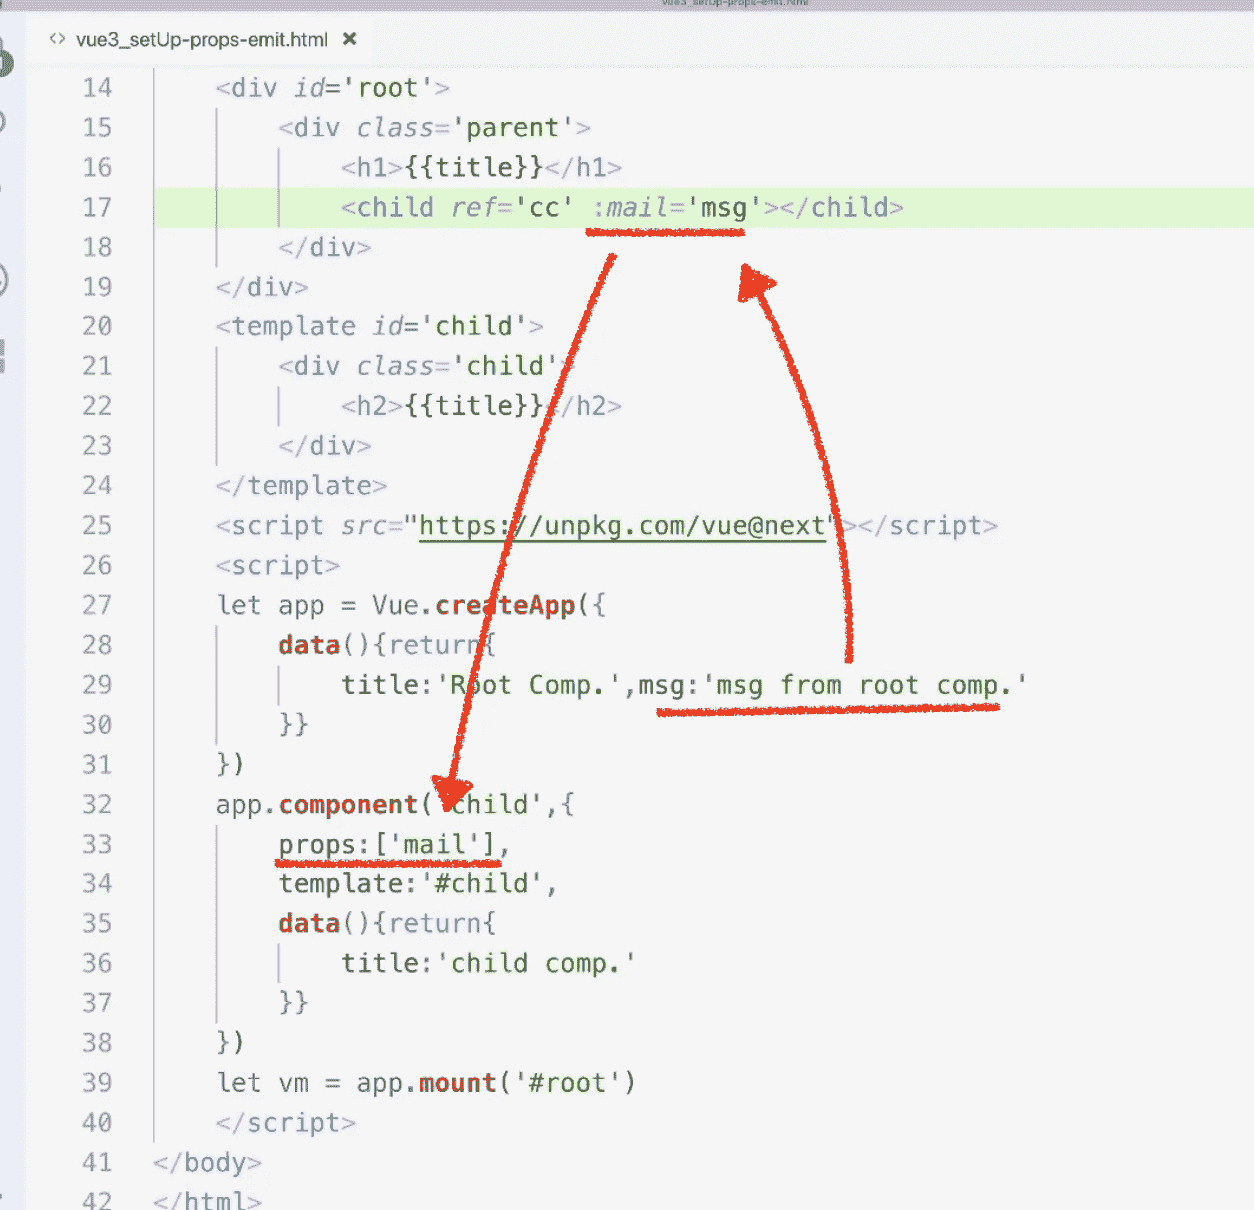 vue3_setUp-props-emit.html
<> vue3_setUp-props-emit.html ×
14 <div id='root'>
15 <div class='parent'>
16 <h1>{{title}}</h1>
17 <child ref='cc' :mail='msg'></child>
18 </div>
19 </div>
20 <template id='child'>
21 <div class='child'>
22 <h2>{{title}}</h2>
23 </div>
24 </template>
25 <script src="https://unpkg.com/vue@next"></script>
26 <script>
27 let app = Vue.createApp({
28 data(){return{
29 title:'Root Comp.',msg:'msg from root comp.'
30 }}
31 })
32 app.component('child',{
33 props:['mail'],
34 template:'#child',
35 data(){return{
36 title:'child comp.'
37 }}
38 })
39 let vm = app.mount('#root')
40 </script>
41 </body>
42 </html>